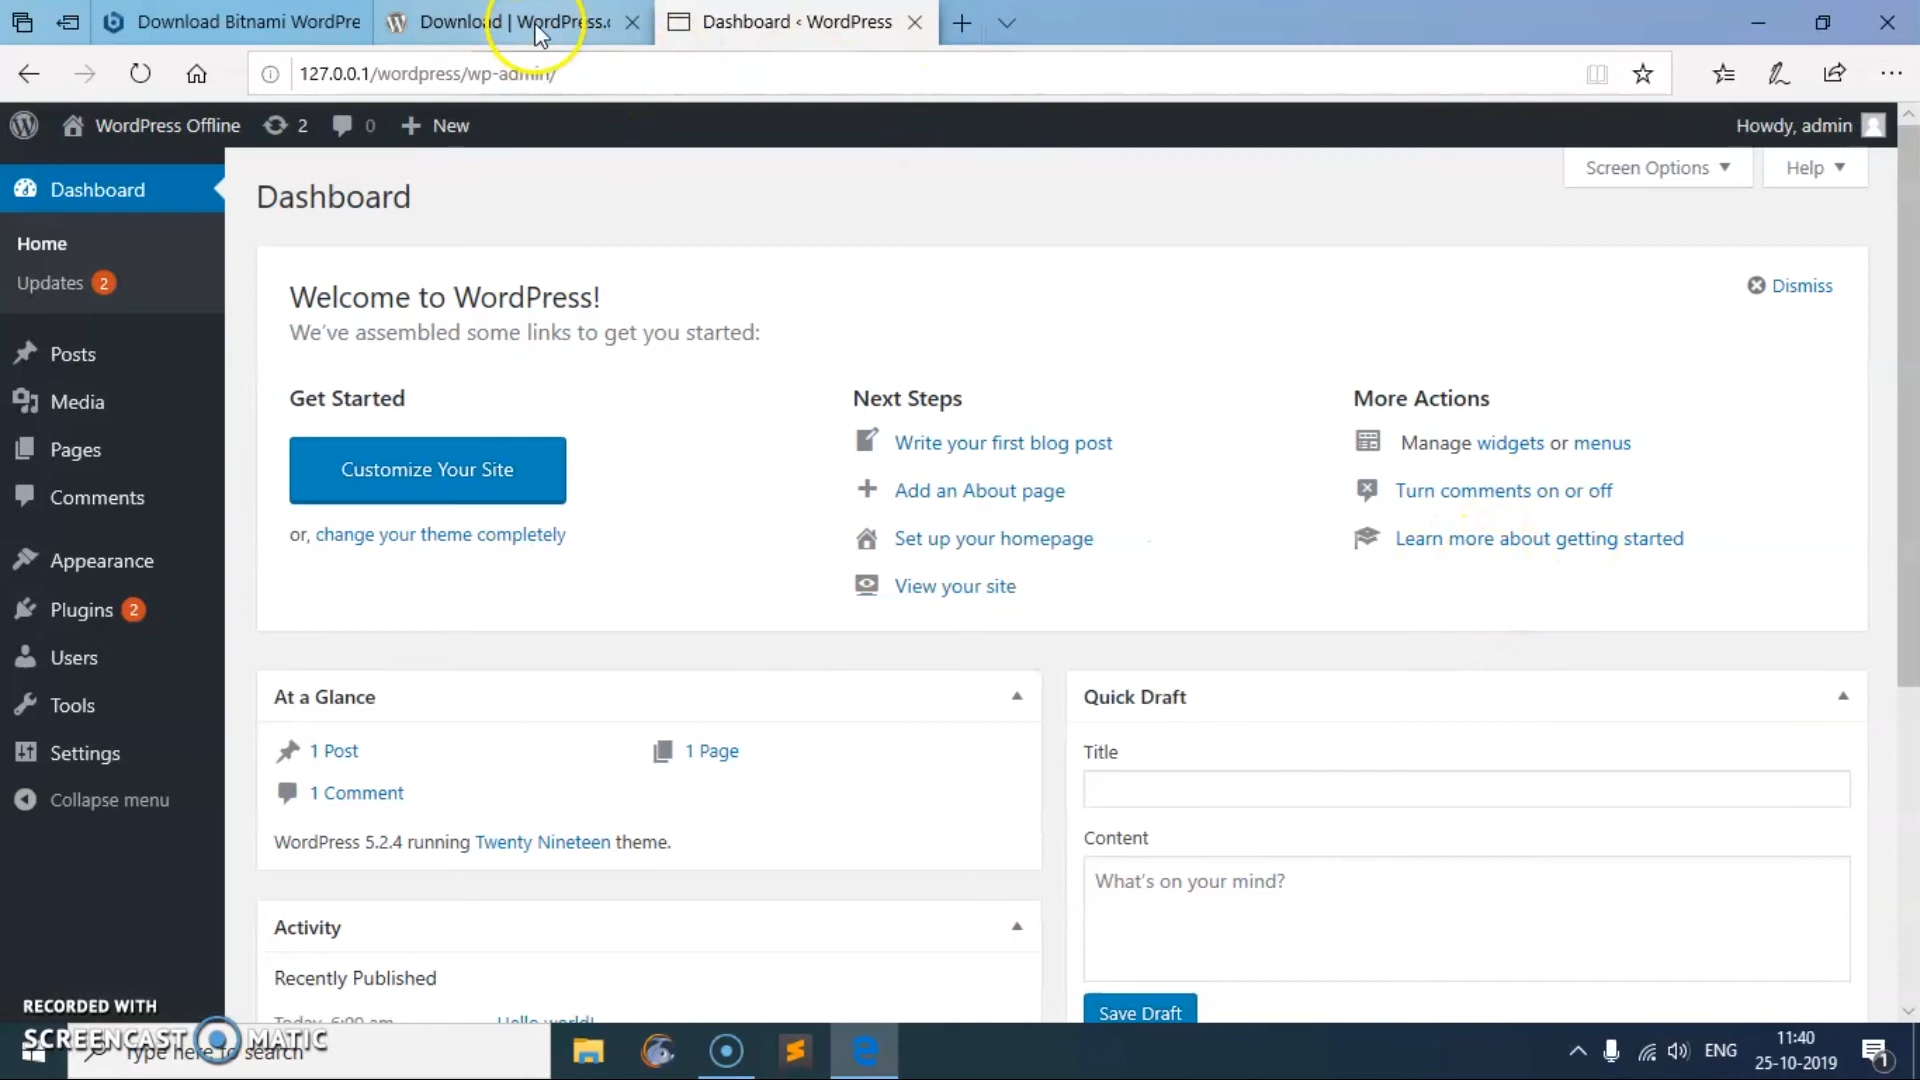 Download Bitnami WordPre
Download | WordPress.c
Dashboard ‹ WordPress
127.0.0.1/wordpress/wp-admin/
WordPress Offline
2
0
New
Howdy, admin
Screen Options
Help
Dashboard
Home
Updates 2
Posts
Media
Pages
Comments
Appearance
Plugins 2
Users
Tools
Settings
Collapse menu
Dashboard
Welcome to WordPress!
Dismiss
We've assembled some links to get you started:
Get Started
Customize Your Site
or, change your theme completely
Next Steps
Write your first blog post
Add an About page
Set up your homepage
View your site
More Actions
Manage widgets or menus
Turn comments on or off
Learn more about getting started
At a Glance
1 Post
1 Page
1 Comment
WordPress 5.2.4 running Twenty Nineteen theme.
Activity
Recently Published
Today, 6:00 am
Hello world!
Quick Draft
Title
Content
What's on your mind?
Save Draft
RECORDED WITH
SCREENCAST MATIC
Type here to search
ENG
11:40
25-10-2019
1